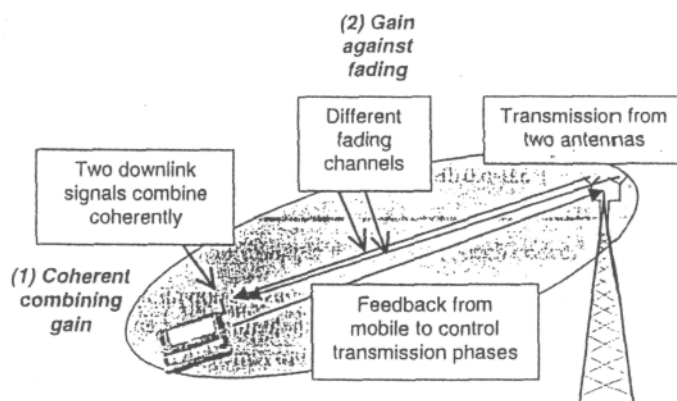 (2) Gain
against
fading
Different
fading
channels
Transmission from
two antennas
Two downlink
signals combine
coherently
(1) Coherent
combining
gain
Feedback from
mobile to control
transmission phases